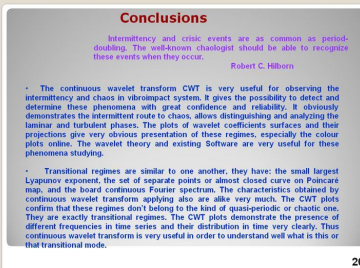 Conclusions
Intermittency and crisic events are as common as period-
doubling. The well-known chaologist should be able to recognize
these events when they occur.
Robert C. Hilborn
• The continuous wavelet transform CWT is very useful for observing the
intermittency and chaos in vibroimpact system. It gives the possibility to detect and
determine these phenomena with great confidence and reliability. It obviously
demonstrates the intermittent route to chaos, allows distinguishing and analyzing the
laminar and turbulent phases. The plots of wavelet coefficients surfaces and their
projections give very obvious presentation of these regimes, especially the colour
plots online. The wavelet theory and existing Software are very useful for these
phenomena studying.
• Transitional regimes are similar to one another, they have: the small largest
Lyapunov exponent, the set of separate points or almost closed curve on Poincaré
map, and the board continuous Fourier spectrum. The characteristics obtained by
continuous wavelet transform applying also are alike very much. The CWT plots
confirm that these regimes don't belong to the kind of quasi-periodic or chaotic one.
They are exactly transitional regimes. The CWT plots demonstrate the presence of
different frequencies in time series and their distribution in time very clearly. Thus
continuous wavelet transform is very useful in order to understand well what is this or
that transitional mode.